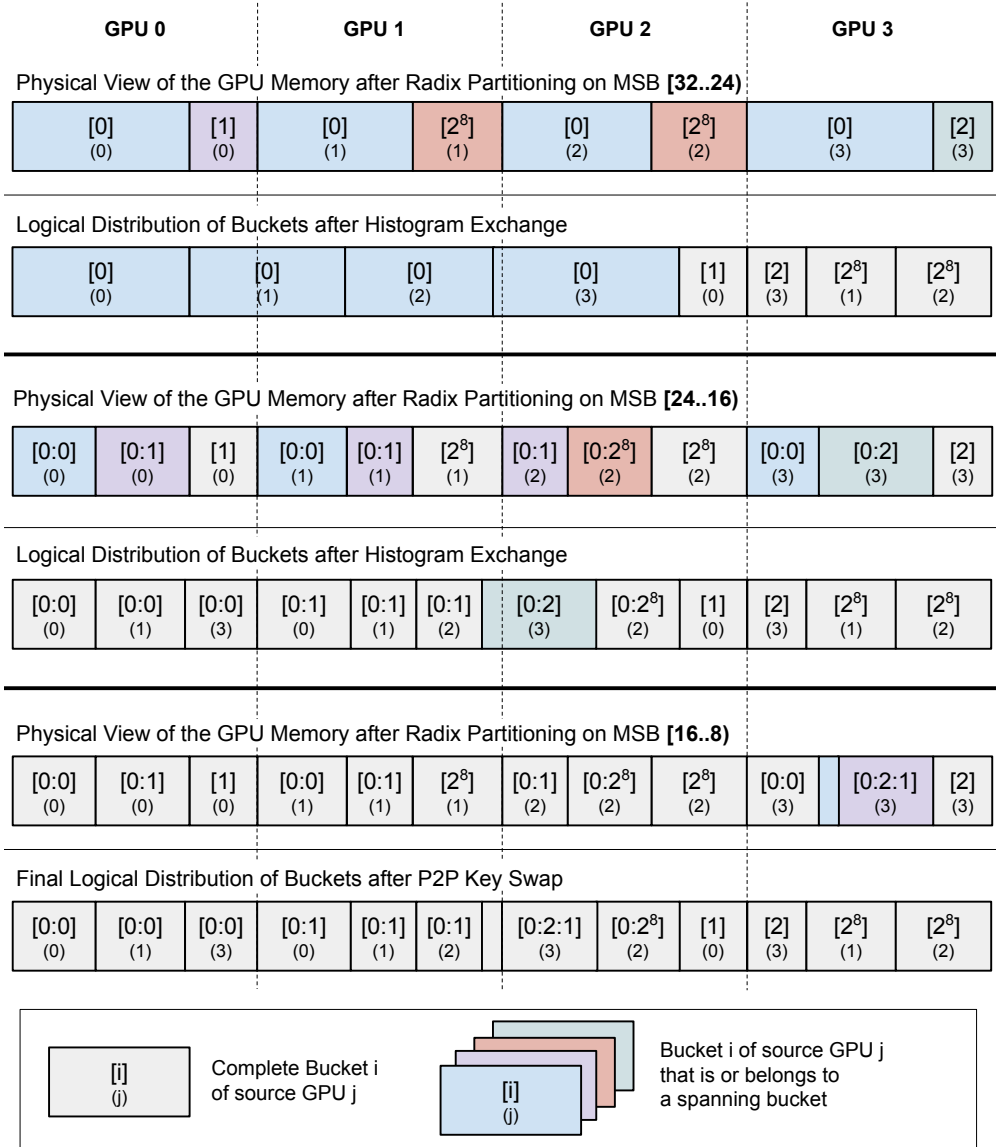 GPU 0 GPU 1 GPU 2 GPU 3
Physical View of the GPU Memory after Radix Partitioning on MSB [32..24)
[0] [1] [0] [2⁸] [0] [2⁸] [0] [2]
(0) (0) (1) (1) (2) (2) (3) (3)
Logical Distribution of Buckets after Histogram Exchange
[0] [0] [0] [0] [1] [2] [2⁸] [2⁸]
(0) (1) (2) (3) (0) (3) (1) (2)
Physical View of the GPU Memory after Radix Partitioning on MSB [24..16)
[0:0] [0:1] [1] [0:0] [0:1] [2⁸] [0:1] [0:2⁸] [2⁸] [0:0] [0:2] [2]
(0) (0) (0) (1) (1) (1) (2) (2) (2) (3) (3) (3)
Logical Distribution of Buckets after Histogram Exchange
[0:0] [0:0] [0:0] [0:1] [0:1] [0:1] [0:2] [0:2⁸] [1] [2] [2⁸] [2⁸]
(0) (1) (3) (0) (1) (2) (3) (2) (0) (3) (1) (2)
Physical View of the GPU Memory after Radix Partitioning on MSB [16..8)
[0:0] [0:1] [1] [0:0] [0:1] [2⁸] [0:1] [0:2⁸] [2⁸] [0:0] [0:2:1] [2]
(0) (0) (0) (1) (1) (1) (2) (2) (2) (3) (3) (3)
Final Logical Distribution of Buckets after P2P Key Swap
[0:0] [0:0] [0:0] [0:1] [0:1] [0:1] [0:2:1] [0:2⁸] [1] [2] [2⁸] [2⁸]
(0) (1) (3) (0) (1) (2) (3) (2) (0) (3) (1) (2)
[i]
(j)
Complete Bucket i
of source GPU j
[i]
(j)
Bucket i of source GPU j
that is or belongs to
a spanning bucket